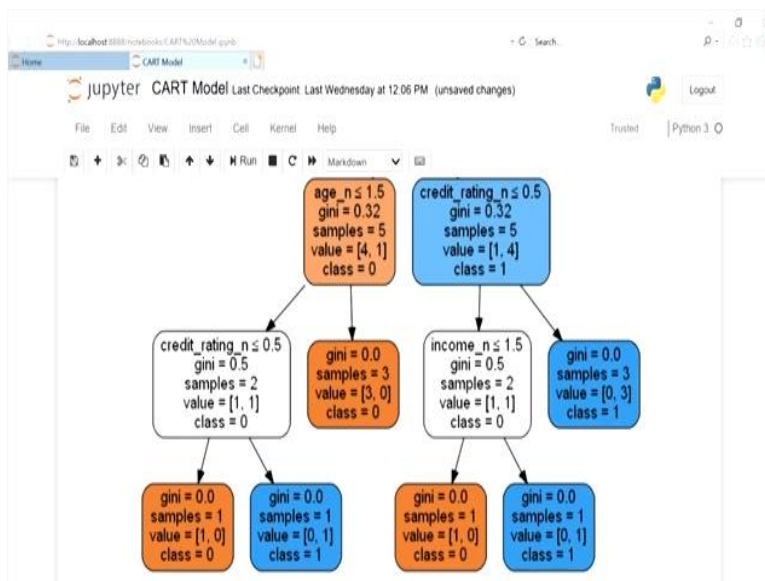 http://localhost:8888/notebooks/CART%20Model.ipynb
Search...
Home
CART Model
jupyter CART Model Last Checkpoint Last Wednesday at 12:06 PM (unsaved changes)
Logout
File Edit View Insert Cell Kernel Help
Trusted
Python 3
Run
Markdown
age_n ≤ 1.5
gini = 0.32
samples = 5
value = [4, 1]
class = 0
credit_rating_n ≤ 0.5
gini = 0.32
samples = 5
value = [1, 4]
class = 1
credit_rating_n ≤ 0.5
gini = 0.5
samples = 2
value = [1, 1]
class = 0
gini = 0.0
samples = 3
value = [3, 0]
class = 0
income_n ≤ 1.5
gini = 0.5
samples = 2
value = [1, 1]
class = 0
gini = 0.0
samples = 3
value = [0, 3]
class = 1
gini = 0.0
samples = 1
value = [1, 0]
class = 0
gini = 0.0
samples = 1
value = [0, 1]
class = 1
gini = 0.0
samples = 1
value = [1, 0]
class = 0
gini = 0.0
samples = 1
value = [0, 1]
class = 1